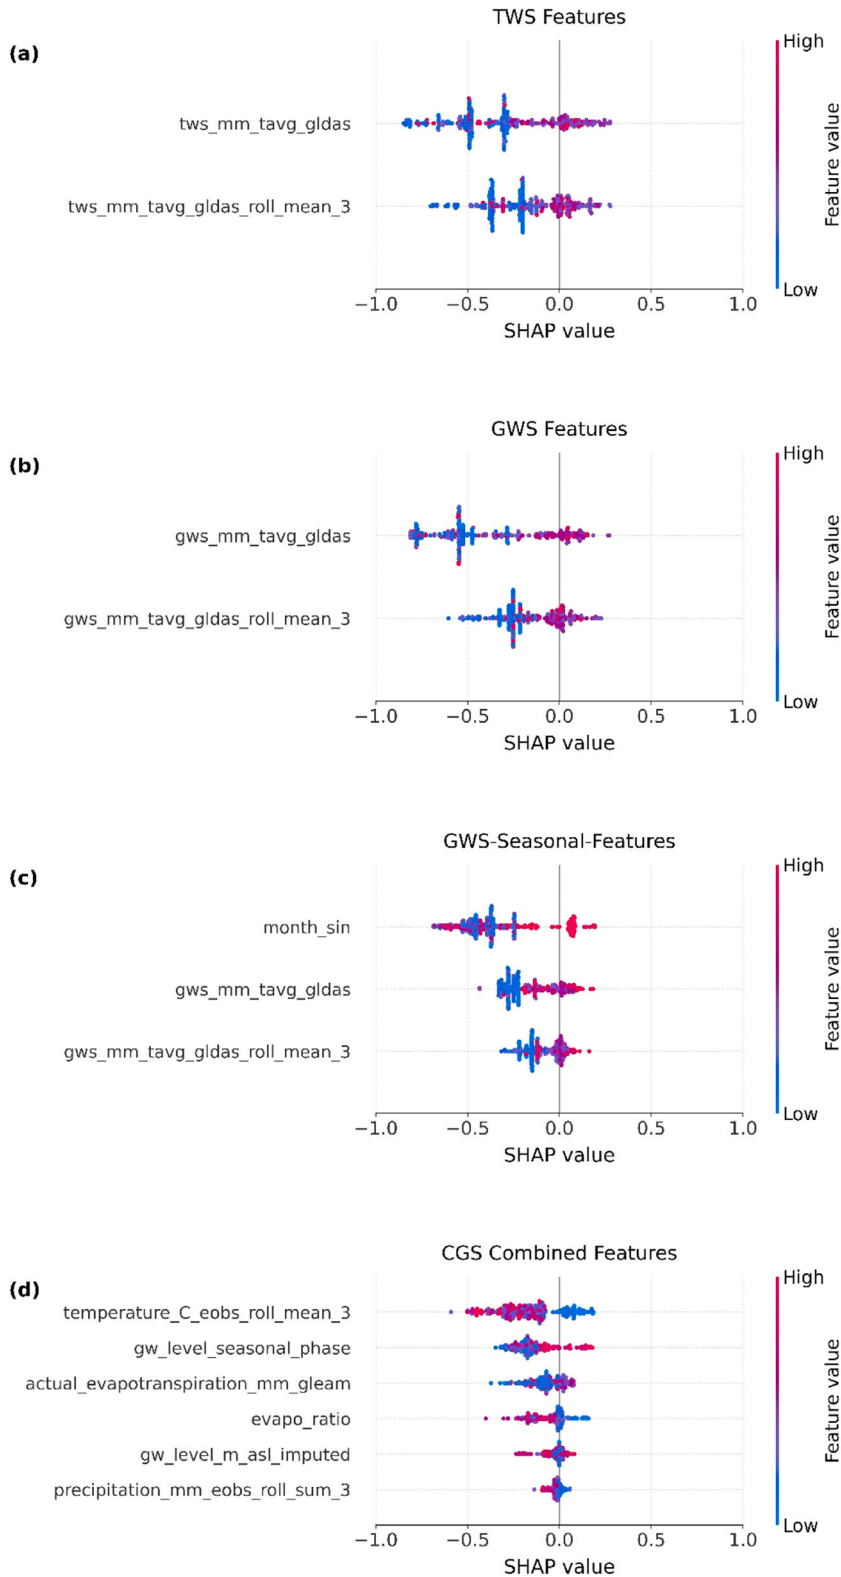 TWS Features
(a)
High
tws_mm_tavg_gldas
tws_mm_tavg_gldas_roll_mean_3
Feature value
Low
−1.0 −0.5 0.0 0.5 1.0
SHAP value
GWS Features
(b)
High
gws_mm_tavg_gldas
gws_mm_tavg_gldas_roll_mean_3
Feature value
Low
−1.0 −0.5 0.0 0.5 1.0
SHAP value
GWS-Seasonal-Features
(c)
High
month_sin
gws_mm_tavg_gldas
gws_mm_tavg_gldas_roll_mean_3
Feature value
Low
−1.0 −0.5 0.0 0.5 1.0
SHAP value
CGS Combined Features
(d)
High
temperature_C_eobs_roll_mean_3
gw_level_seasonal_phase
actual_evapotranspiration_mm_gleam
evapo_ratio
gw_level_m_asl_imputed
precipitation_mm_eobs_roll_sum_3
Feature value
Low
−1.0 −0.5 0.0 0.5 1.0
SHAP value